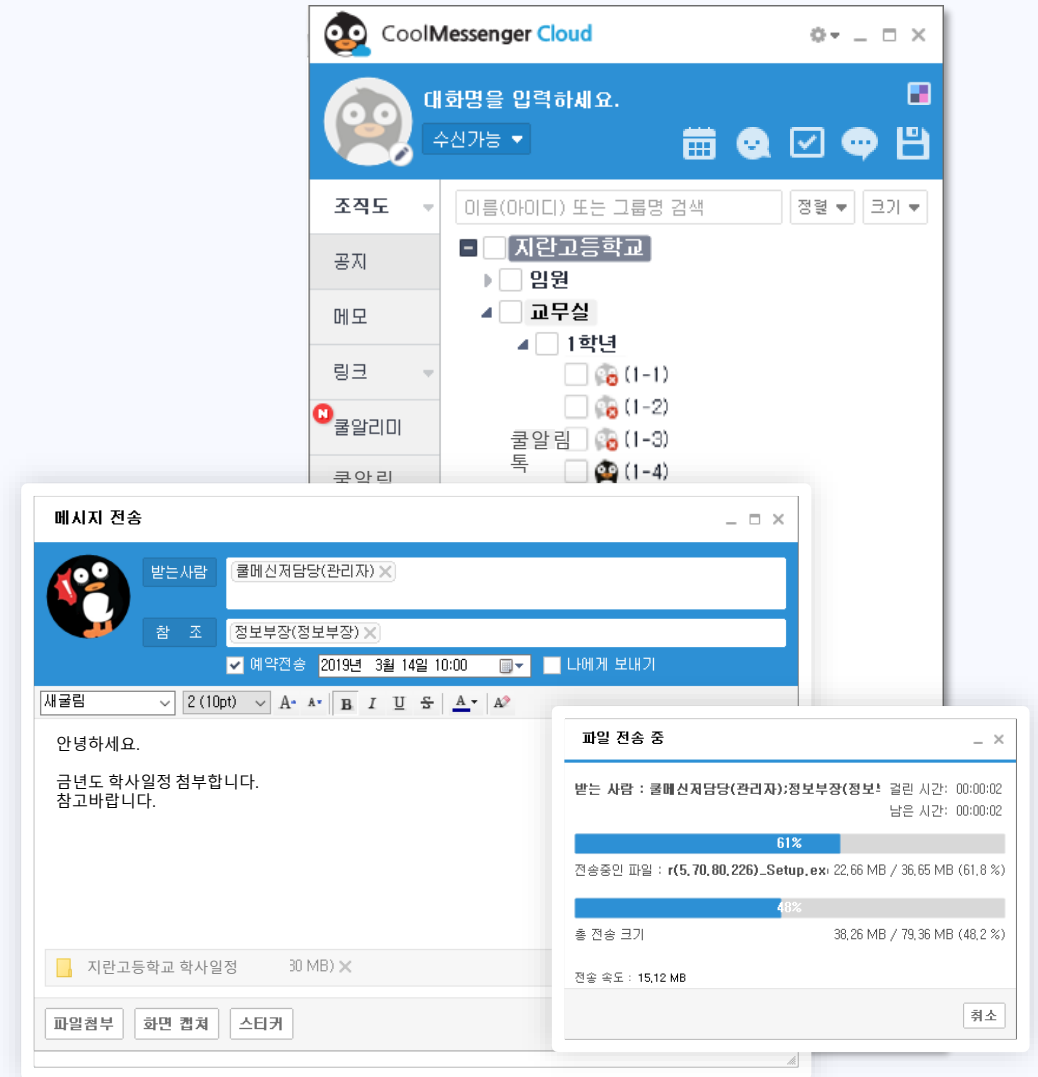 CoolMessenger Cloud
대화명을 입력하세요.
수신가능
조직도
공지
메모
링크
N
쿨알리미
쿨알림
이름(아이디) 또는 그룹명 검색
정렬
크기
지란고등학교
임원
교무실
1학년
(1-1)
(1-2)
(1-3)
(1-4)
쿨알림
톡
메시지 전송
받는사람
쿨메신저담당(관리자)
참 조
정보부장(정보부장)
예약전송 2019년 3월 14일 10:00 나에게 보내기
새굴림 2 (10pt) A A B I U S A A
안녕하세요.
금년도 학사일정 첨부합니다.
참고바랍니다.
지란고등학교 학사일정 30 MB)
파일첨부 화면 캡쳐 스티커
파일 전송 중
받는 사람 : 쿨메신저담당(관리자);정보부장(정보 걸린 시간: 00:00:02
남은 시간: 00:00:02
61%
전송중인 파일 : r(5,70,80,226)_Setup.ex 22,66 MB / 36,65 MB (61,8 %)
48%
총 전송 크기 38,26 MB / 79,36 MB (48,2 %)
전송 속도 : 15,12 MB
취소